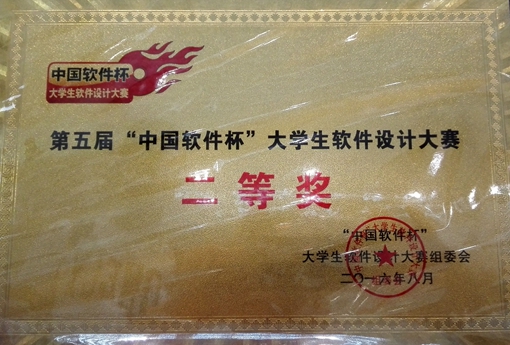 中国软件杯
大学生软件设计大赛
第五届“中国软件杯”大学生软件设计大赛
二等奖
“中国软件杯”
大学生软件设计大赛组委会
二〇一六年八月